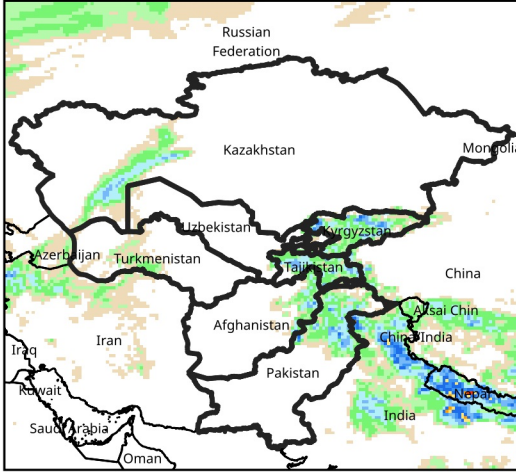 Russian
Federation
Kazakhstan
Mongolia
Uzbekistan
Kyrgyzstan
Azerbaijan
Turkmenistan
Tajikistan
China
Aksai Chin
Afghanistan
China/India
Iran
Iraq
Pakistan
Kuwait
Nepal
India
Saudi Arabia
Oman